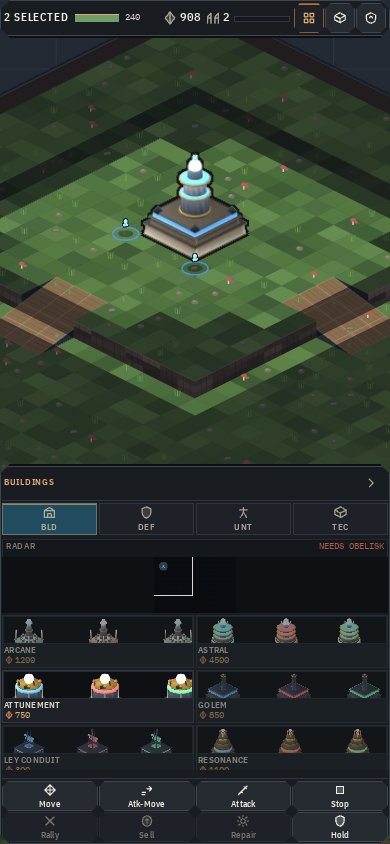 2 SELECTED 240 908 2
BUILDINGS
BLD DEF UNT TEC
RADAR NEEDS OBELISK
ARCANE ASTRAL
1200 4500
ATTUNEMENT GOLEM
750 850
LEY CONDUIT RESONANCE
Move Atk-Move Attack Stop
Rally Sell Repair Hold